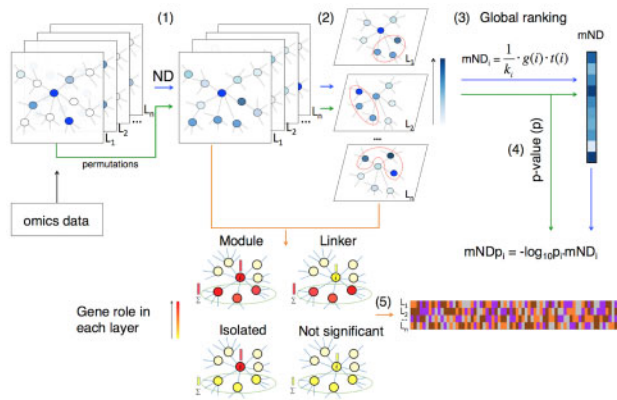 (1)
(2)
(3) Global ranking
mND
ND
mNDᵢ = 1/kᵢ · g(i) · t(i)
L₁
L₂
...
Lₙ
L₁
L₂
...
Lₙ
L₁
L₂
...
Lₙ
permutations
(4)
p-value (p)
omics data
mNDpᵢ = -log₁₀pᵢ·mNDᵢ
Module
Linker
i
i
Σ
Σ
Gene role in
each layer
(5)
L₁
L₂
...
Lₙ
Isolated
Not significant
i
i
Σ
Σ